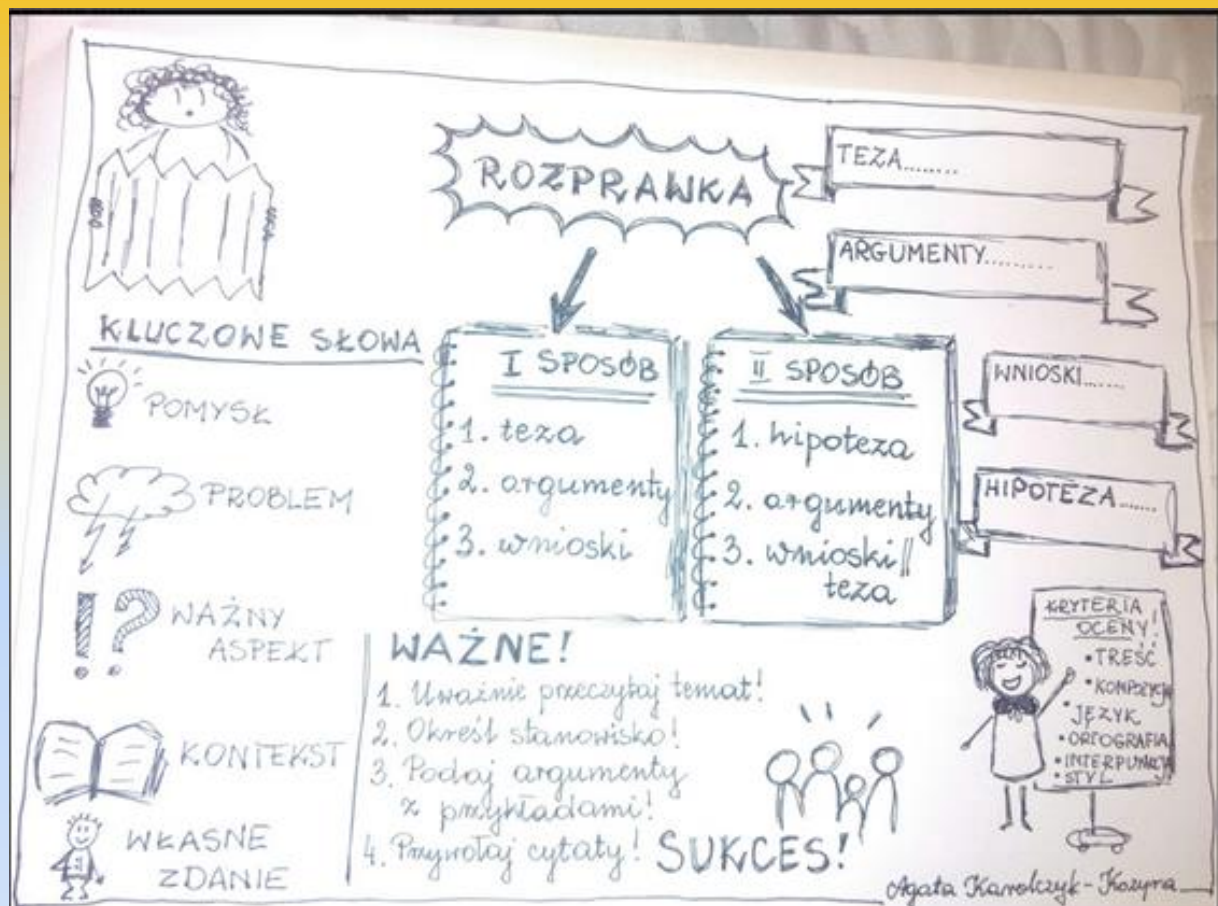 ROZPRAWKA
TEZA........
ARGUMENTY.........
WNIOSKI.......
HIPOTEZA.......
KLUCZOWE SŁOWA
POMYSŁ
PROBLEM
WAŻNY
ASPEKT
KONTEKST
WŁASNE
ZDANIE
I SPOSÓB
1. teza
2. argumenty
3. wnioski
II SPOSÓB
1. hipoteza
2. argumenty
3. wnioski ||
teza
WAŻNE!
1. Uważnie przeczytaj temat!
2. Określ stanowisko!
3. Podaj argumenty
z przykładami!
4. Przywołaj cytaty!
SUKCES!
KRYTERIA
OCENY!
• TREŚĆ
• KOMPOZYCJA
• JĘZYK
• ORTOGRAFIA
• INTERPUNKCJA
• STYL
Agata Karolczyk-Kozyra